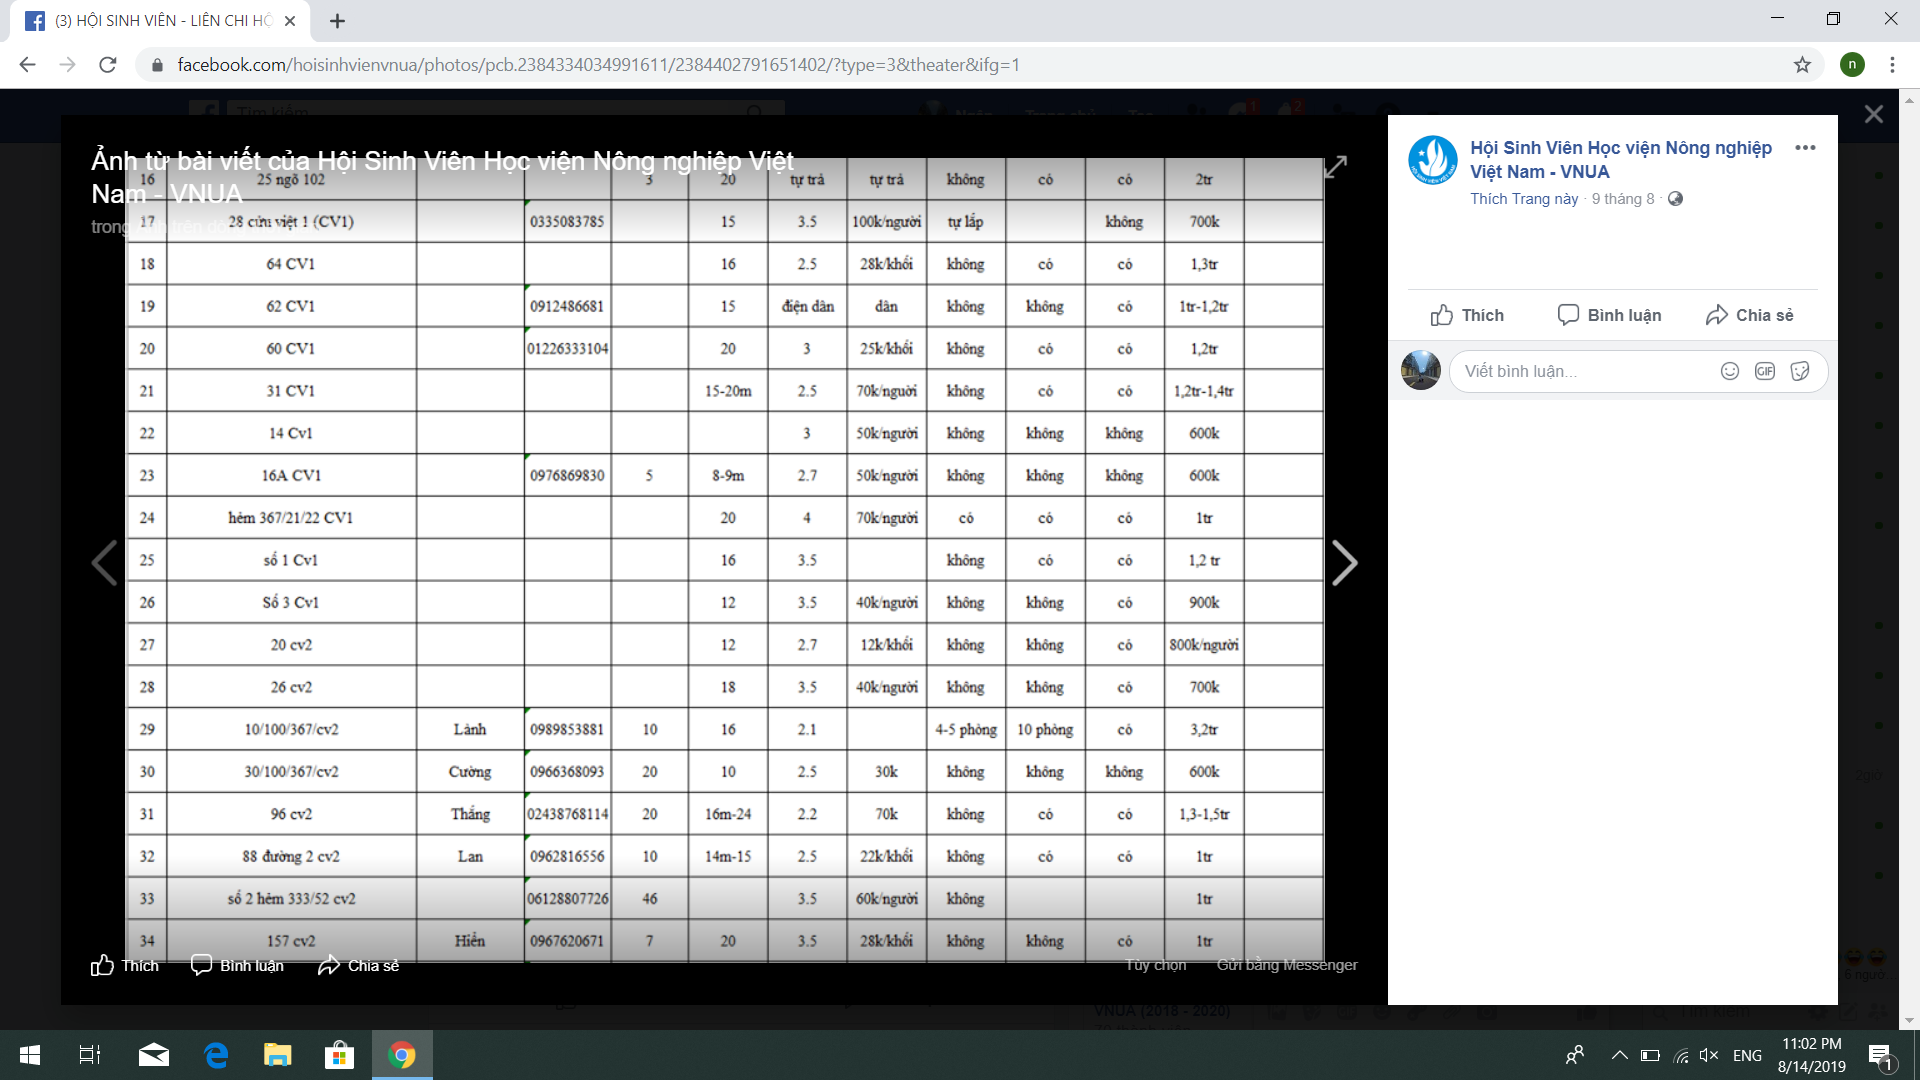 (3) HỘI SINH VIÊN - LIÊN CHI HỘ
facebook.com/hoisinhvienvnua/photos/pcb.2384334034991611/2384402791651402/?type=3&theater&ifg=1
n
Tìm kiếm
Trang chủ
1
2
Ảnh từ bài viết của Hội Sinh Viên Học viện Nông nghiệp Việt
Nam - VNUA
trong
16 25 ngõ 102 3 20 tự trả tự trả không có có 2tr
17 28 cửu việt 1 (CV1) 0335083785 15 3.5 100k/người tự lắp không 700k
18 64 CV1 16 2.5 28k/khối không có có 1,3tr
19 62 CV1 0912486681 15 điện dân dân không không có 1tr-1,2tr
20 60 CV1 01226333104 20 3 25k/khối không có có 1,2tr
21 31 CV1 15-20m 2.5 70k/nguời không có có 1,2tr-1,4tr
22 14 Cv1 3 50k/người không không không 600k
23 16A CV1 0976869830 5 8-9m 2.7 50k/người không không không 600k
24 hẻm 367/21/22 CV1 20 4 70k/người có có có 1tr
25 số 1 Cv1 16 3.5 không có có 1,2 tr
26 Số 3 Cv1 12 3.5 40k/người không không có 900k
27 20 cv2 12 2.7 12k/khối không không có 800k/người
28 26 cv2 18 3.5 40k/người không không có 700k
29 10/100/367/cv2 Lành 0989853881 10 16 2.1 4-5 phòng 10 phòng có 3,2tr
30 30/100/367/cv2 Cường 0966368093 20 10 2.5 30k không không không 600k
31 96 cv2 Thắng 02438768114 20 16m-24 2.2 70k không có có 1,3-1,5tr
32 88 đường 2 cv2 Lan 0962816556 10 14m-15 2.5 22k/khối không có có 1tr
33 số 2 hẻm 333/52 cv2 06128807726 46 3.5 60k/người không 1tr
34 157 cv2 Hiển 0967620671 7 20 3.5 28k/khối không không có 1tr
Thích Bình luận Chia sẻ
Tùy chọn Gửi bằng Messenger
Hội Sinh Viên Học viện Nông nghiệp
Việt Nam - VNUA
Thích Trang này · 9 tháng 8 ·
Thích Bình luận Chia sẻ
Viết bình luận...
GIF
2giờ
VNUA (2018 - 2020)
Tìm kiếm
ENG
11:02 PM
8/14/2019
1